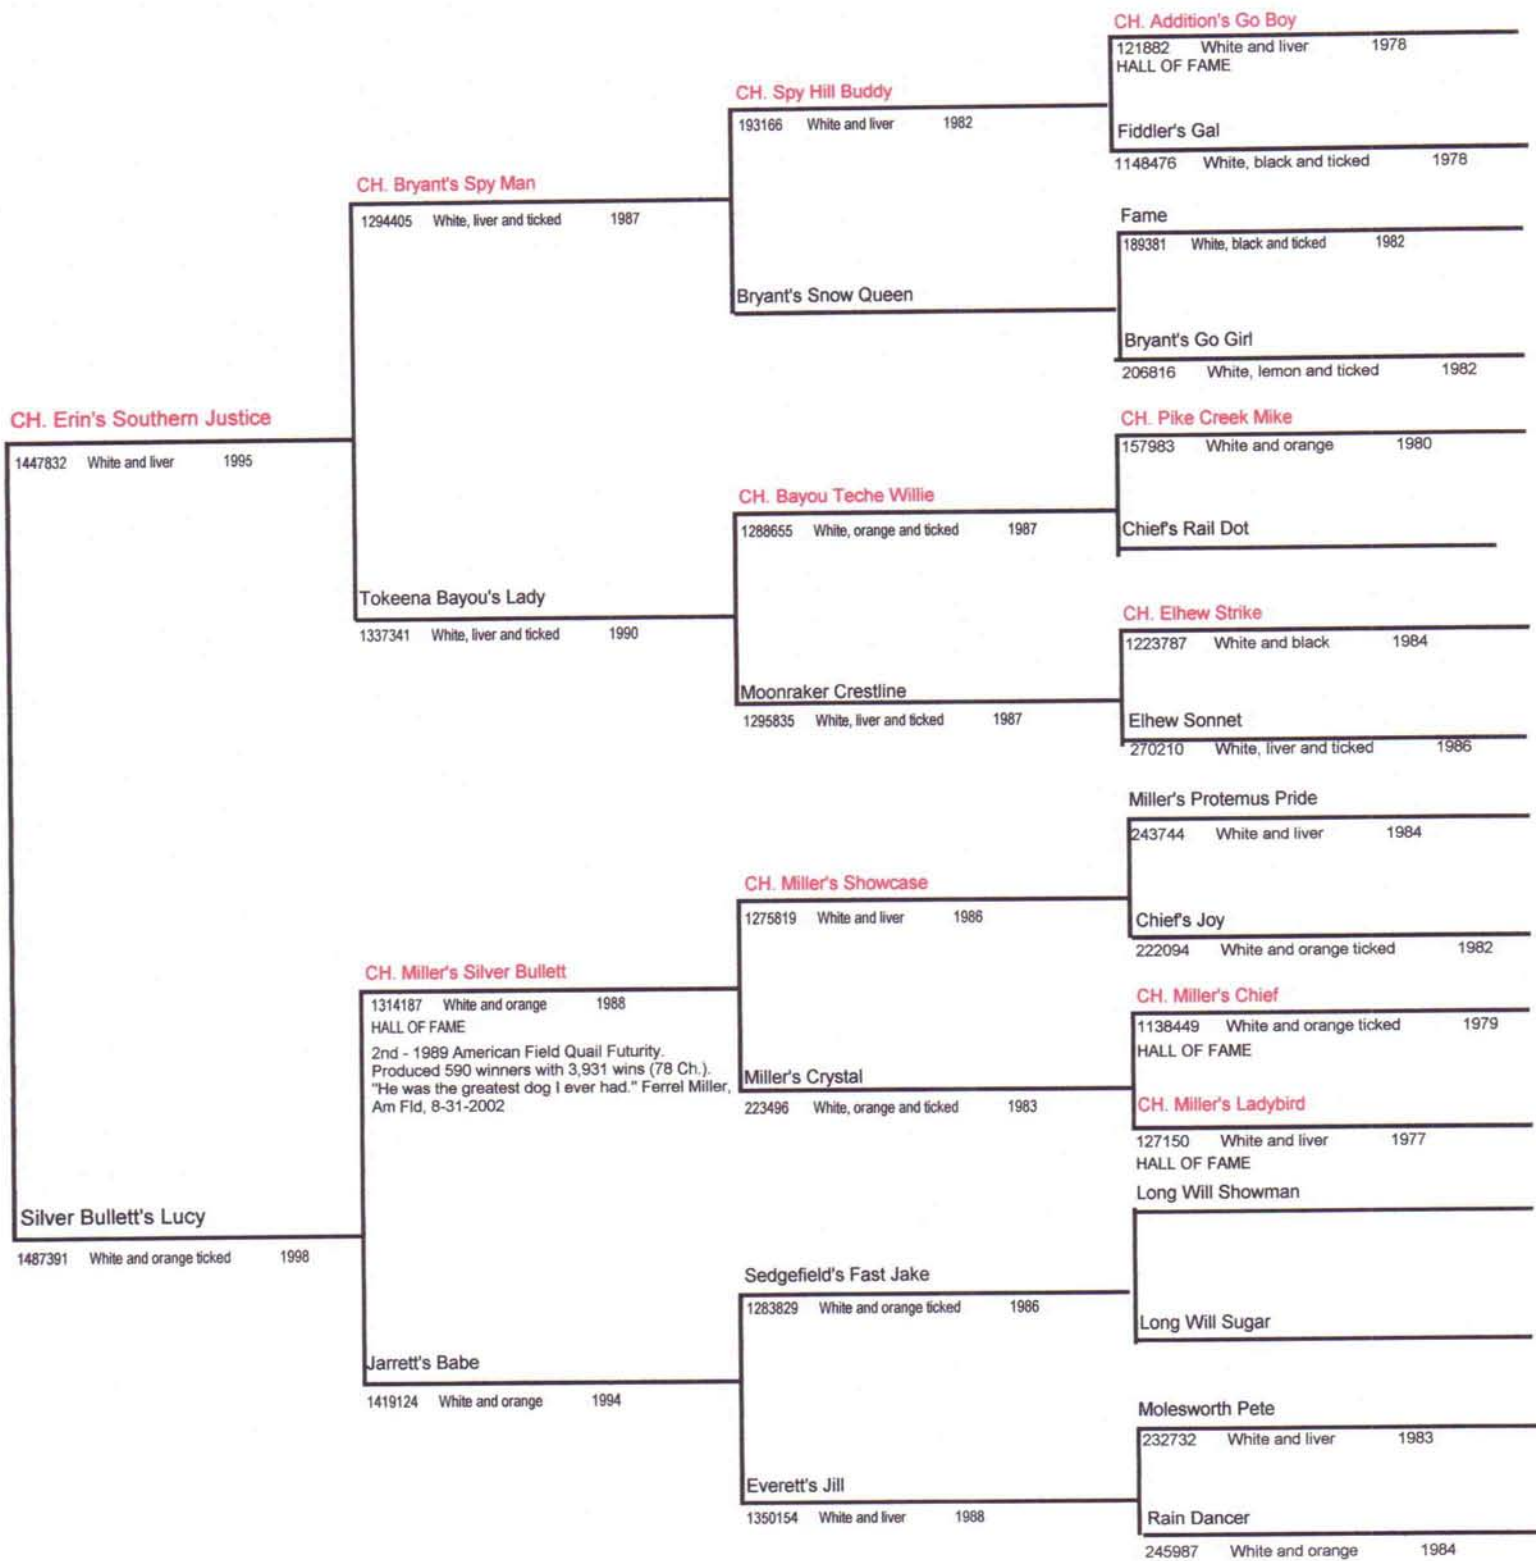 CH. Addition's Go Boy
121882 White and liver 1978
HALL OF FAME
CH. Spy Hill Buddy
193166 White and liver 1982
Fiddler's Gal
1148476 White, black and ticked 1978
CH. Bryant's Spy Man
1294405 White, liver and ticked 1987
Fame
189381 White, black and ticked 1982
Bryant's Snow Queen
Bryant's Go Girl
206816 White, lemon and ticked 1982
CH. Erin's Southern Justice
1447832 White and liver 1995
CH. Pike Creek Mike
157983 White and orange 1980
CH. Bayou Teche Willie
1288655 White, orange and ticked 1987
Chief's Rail Dot
Tokeena Bayou's Lady
1337341 White, liver and ticked 1990
CH. Elhew Strike
1223787 White and black 1984
Moonraker Crestline
1295835 White, liver and ticked 1987
Elhew Sonnet
270210 White, liver and ticked 1986
Miller's Protemus Pride
243744 White and liver 1984
CH. Miller's Showcase
1275819 White and liver 1986
Chief's Joy
222094 White and orange ticked 1982
CH. Miller's Silver Bullett
1314187 White and orange 1988
HALL OF FAME
2nd - 1989 American Field Quail Futurity.
Produced 590 winners with 3,931 wins (78 Ch.).
"He was the greatest dog I ever had." Ferrel Miller,
Am Fld, 8-31-2002
CH. Miller's Chief
1138449 White and orange ticked 1979
HALL OF FAME
Miller's Crystal
223496 White, orange and ticked 1983
CH. Miller's Ladybird
127150 White and liver 1977
HALL OF FAME
Silver Bullett's Lucy
1487391 White and orange ticked 1998
Long Will Showman
Sedgefield's Fast Jake
1283829 White and orange ticked 1986
Long Will Sugar
Jarrett's Babe
1419124 White and orange 1994
Molesworth Pete
232732 White and liver 1983
Everett's Jill
1350154 White and liver 1988
Rain Dancer
245987 White and orange 1984